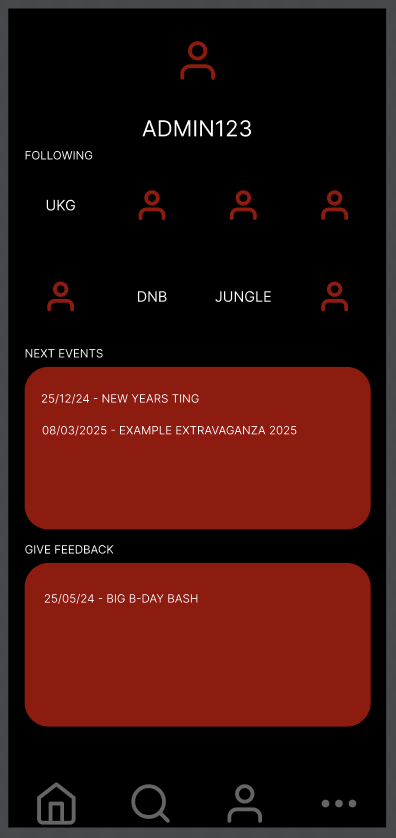 ADMIN123
FOLLOWING
UKG
DNB JUNGLE
NEXT EVENTS
25/12/24 - NEW YEARS TING
08/03/2025 - EXAMPLE EXTRAVAGANZA 2025
GIVE FEEDBACK
25/05/24 - BIG B-DAY BASH